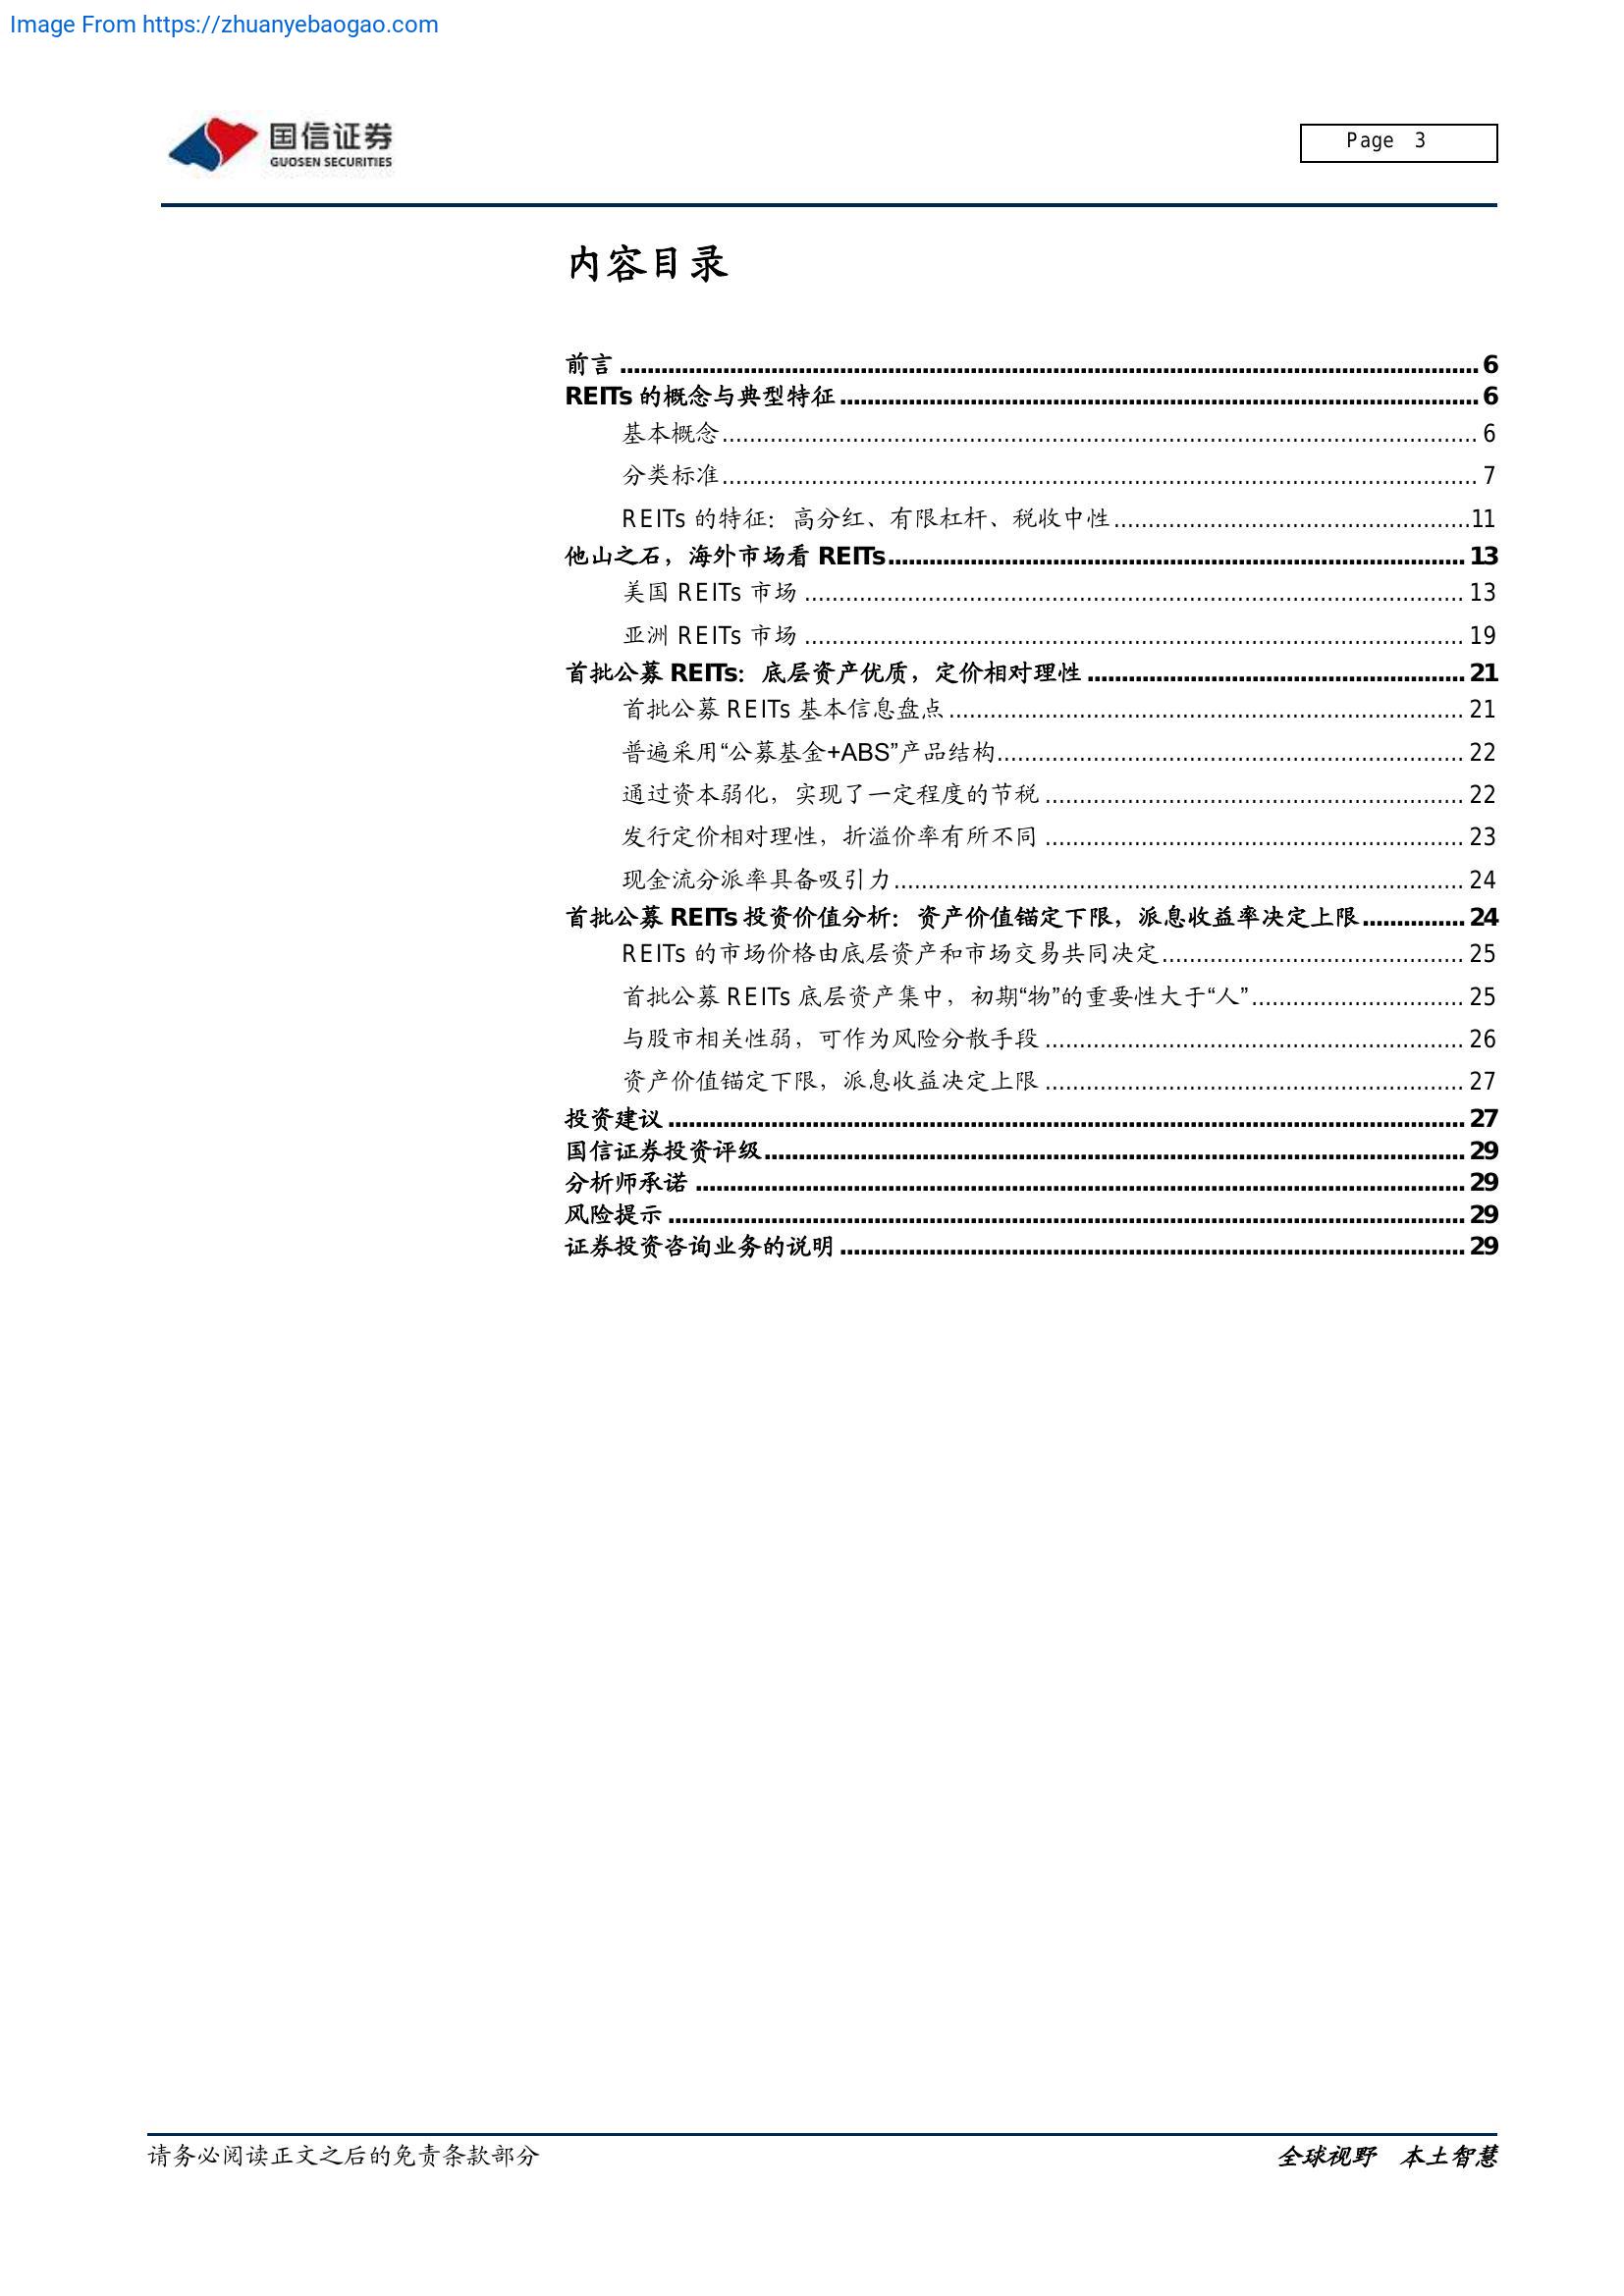 Image From https://zhuanyebaogao.com
国信证券
GUOSEN SECURITIES
Page 3
内容目录
前言 ........ 6
REITs 的概念与典型特征 ........ 6
基本概念 ........ 6
分类标准 ........ 7
REITs 的特征：高分红、有限杠杆、税收中性 ........ 11
他山之石，海外市场看 REITs ........ 13
美国 REITs 市场 ........ 13
亚洲 REITs 市场 ........ 19
首批公募 REITs：底层资产优质，定价相对理性 ........ 21
首批公募 REITs 基本信息盘点 ........ 21
普遍采用“公募基金+ABS”产品结构 ........ 22
通过资本弱化，实现了一定程度的节税 ........ 22
发行定价相对理性，折溢价率有所不同 ........ 23
现金流分派率具备吸引力 ........ 24
首批公募 REITs 投资价值分析：资产价值锚定下限，派息收益率决定上限 ........ 24
REITs 的市场价格由底层资产和市场交易共同决定 ........ 25
首批公募 REITs 底层资产集中，初期“物”的重要性大于“人” ........ 25
与股市相关性弱，可作为风险分散手段 ........ 26
资产价值锚定下限，派息收益决定上限 ........ 27
投资建议 ........ 27
国信证券投资评级 ........ 29
分析师承诺 ........ 29
风险提示 ........ 29
证券投资咨询业务的说明 ........ 29
请务必阅读正文之后的免责条款部分
全球视野 本土智慧